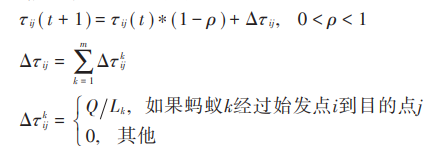 τij(t+1)=τij(t)*(1-ρ)+Δτij, 0<ρ<1
Δτij=∑_{k=1}^{m}Δτij^k
Δτij^k={Q/Lk, 如果蚂蚁k经过始发点i到目的点j
0, 其他